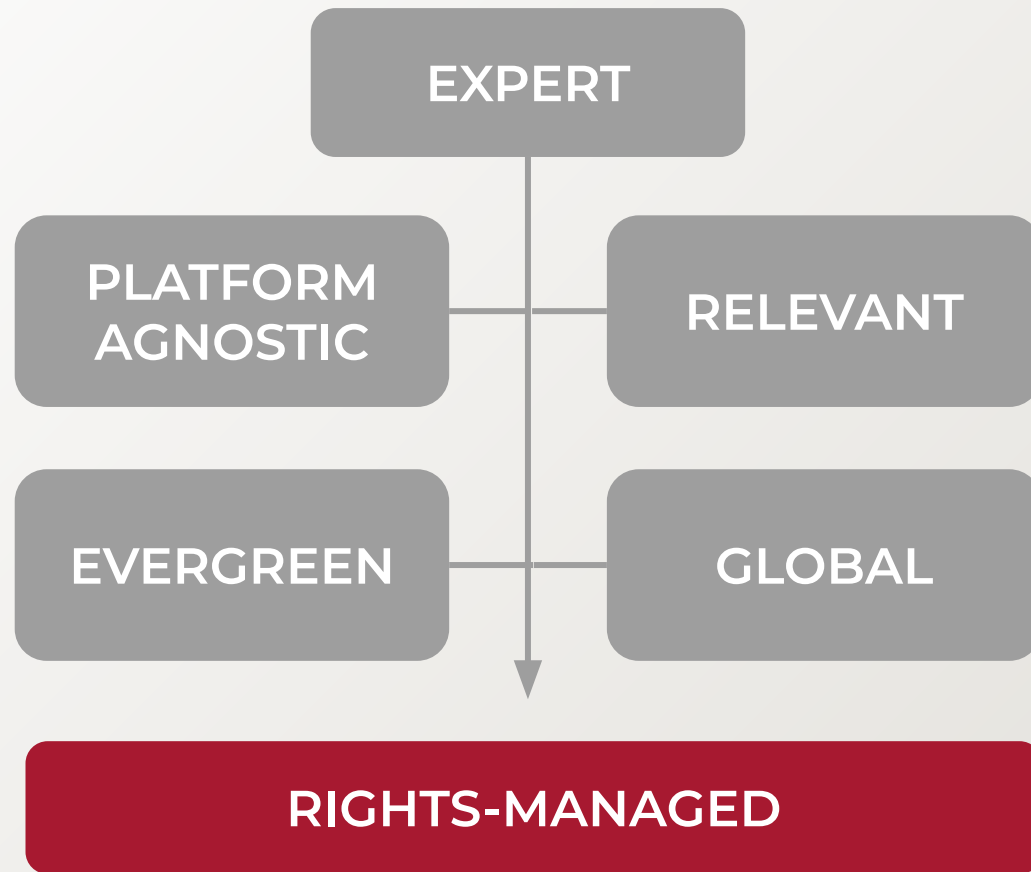 EXPERT
PLATFORM
AGNOSTIC
RELEVANT
EVERGREEN
GLOBAL
RIGHTS-MANAGED